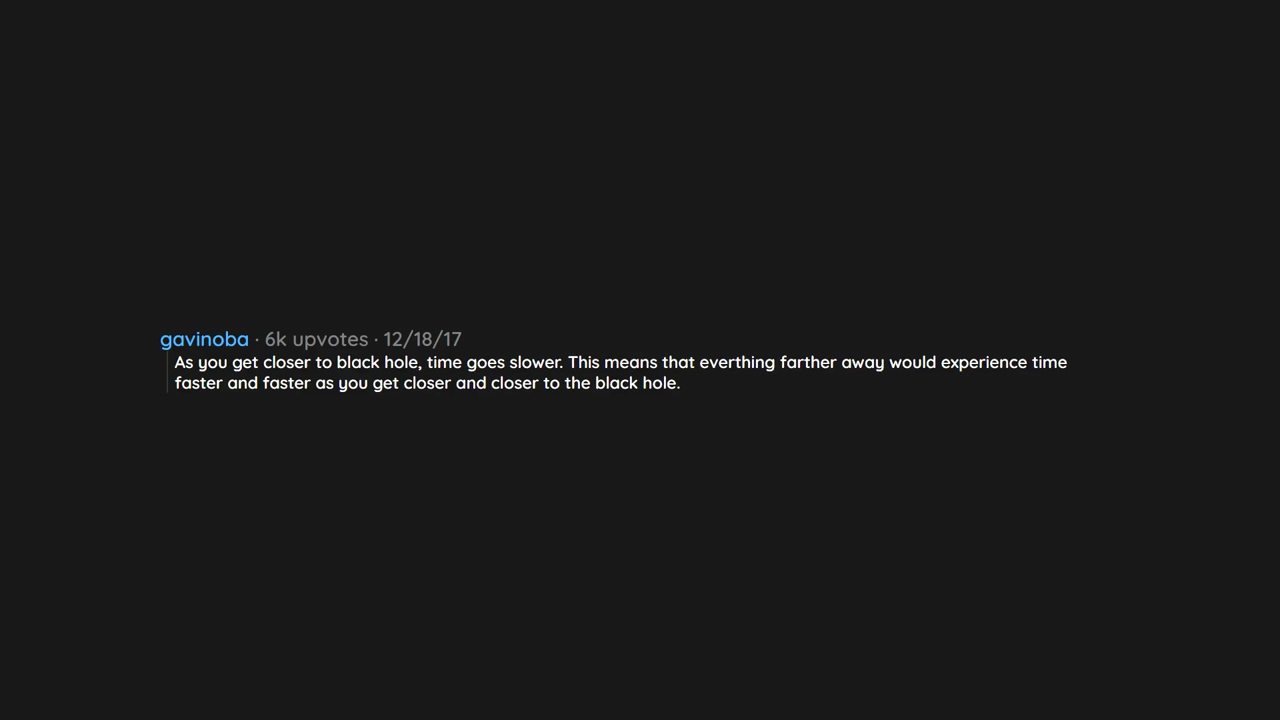 gavinoba · 6k upvotes · 12/18/17
As you get closer to black hole, time goes slower. This means that everthing farther away would experience time
faster and faster as you get closer and closer to the black hole.